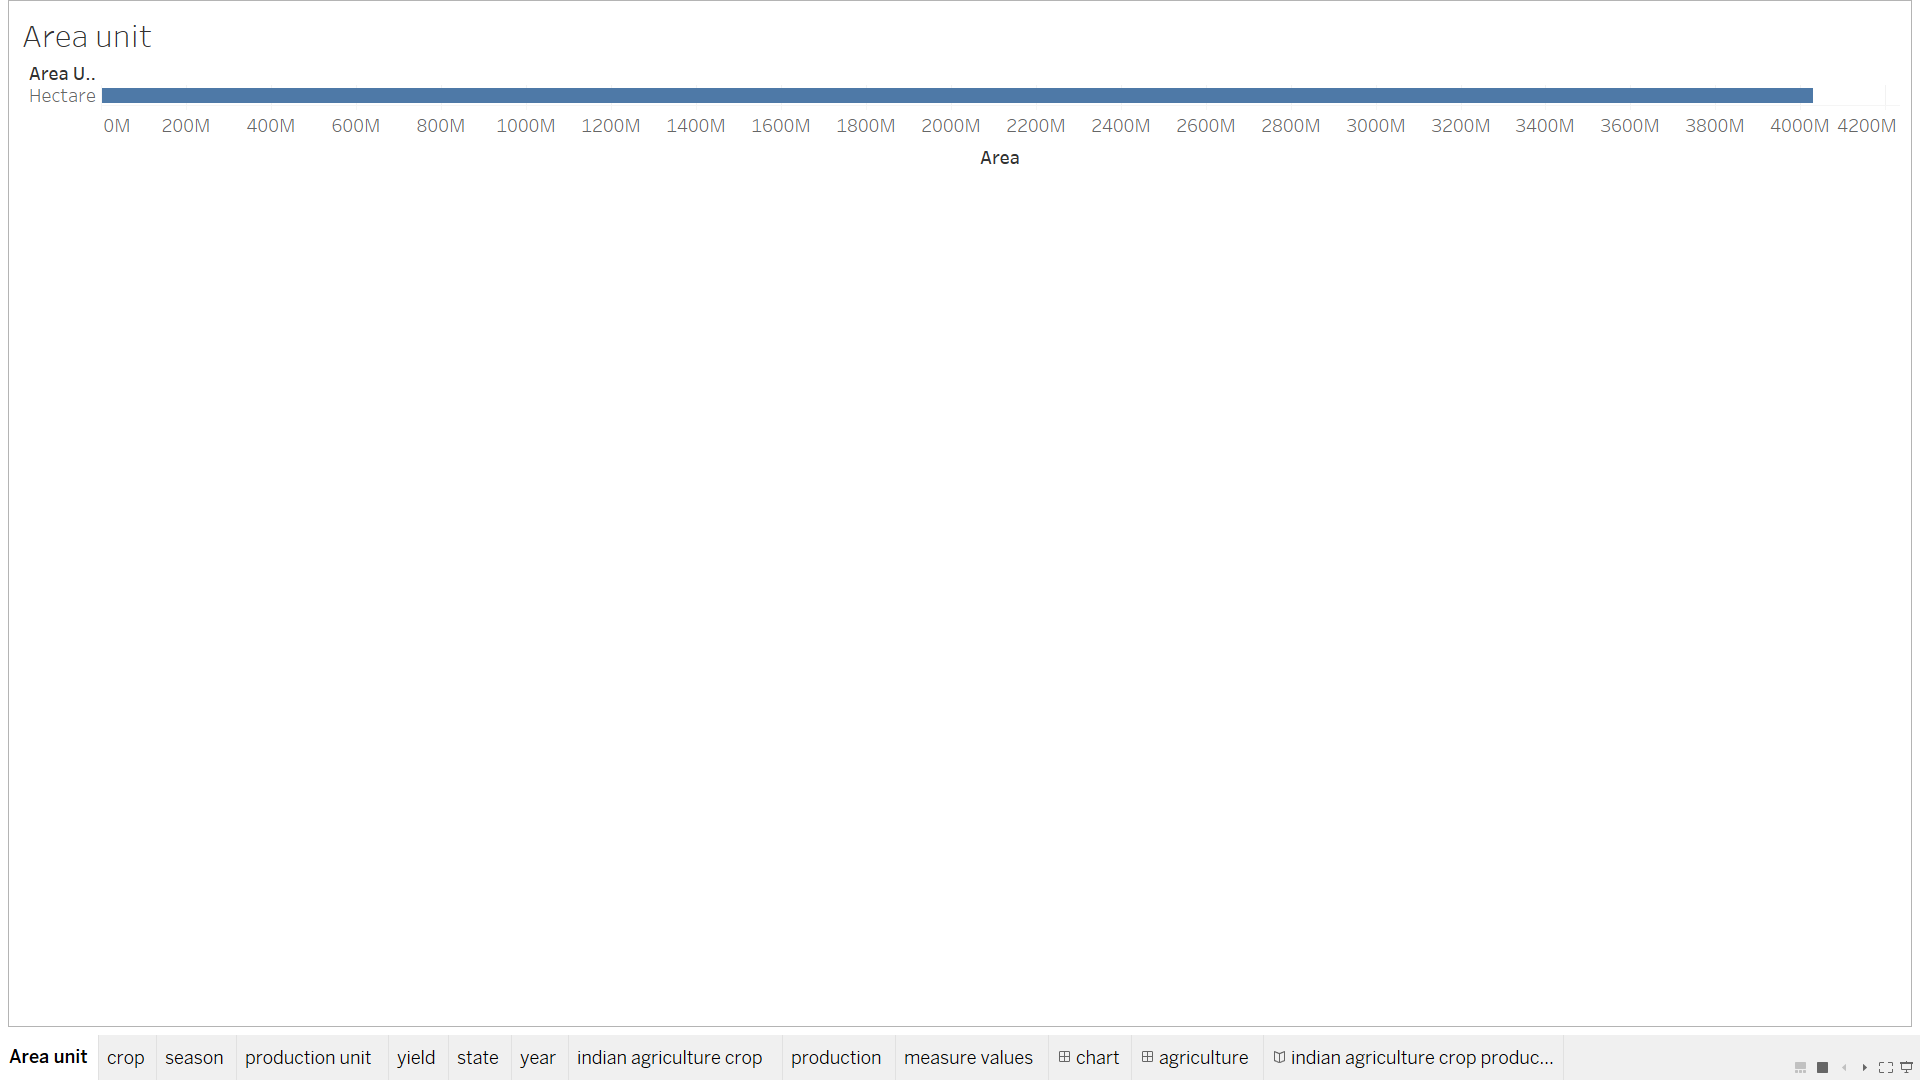 Area unit
Area U..
Hectare
0M 200M 400M 600M 800M 1000M 1200M 1400M 1600M 1800M 2000M 2200M 2400M 2600M 2800M 3000M 3200M 3400M 3600M 3800M 4000M 4200M
Area
Area unit crop season production unit yield state year indian agriculture crop production measure values chart agriculture indian agriculture crop produc...